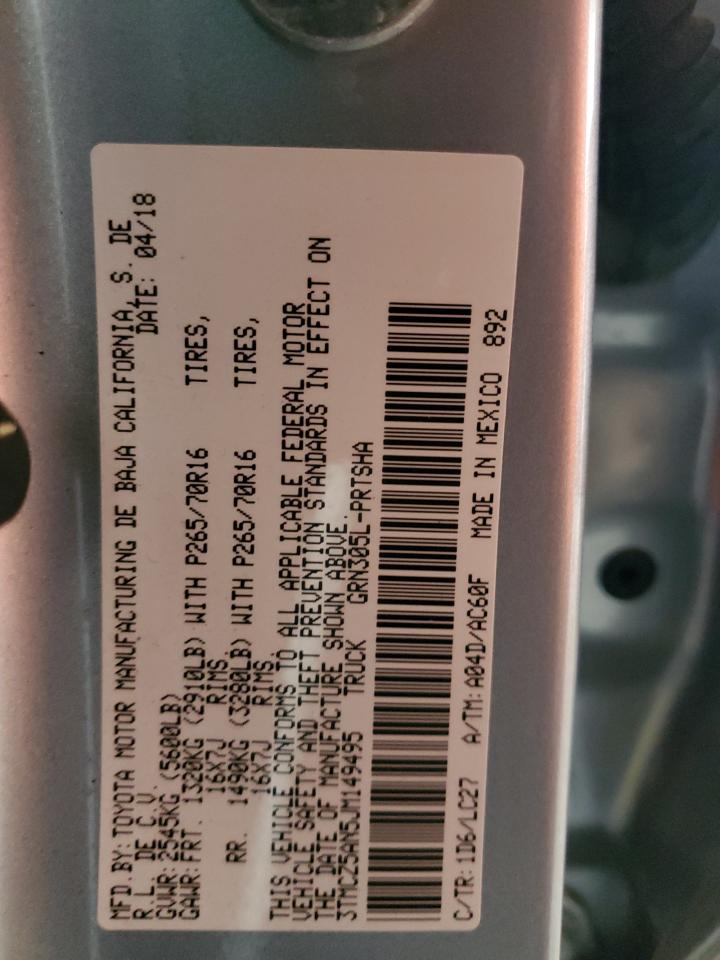 MFD. BY: TOYOTA MOTOR MANUFACTURING DE BAJA CALIFORNIA, S. DE
R. L. DE C. V. DATE: 04/18
GVWR: 2545KG (5600LB)
GAWR: FRT. 1320KG (2910LB) WITH P265/70R16 TIRES,
16X7J RIMS,
RR. 1490KG (3280LB) WITH P265/70R16 TIRES,
16X7J RIMS.
THIS VEHICLE CONFORMS TO ALL APPLICABLE FEDERAL MOTOR
VEHICLE SAFETY AND THEFT PREVENTION STANDARDS IN EFFECT ON
THE DATE OF MANUFACTURE SHOWN ABOVE.
3TMCZ5AN5JM149495 TRUCK GRN305L-PRTSHA
C/TR: 1D6/LC27 A/TM: A04D/AC60F MADE IN MEXICO 892